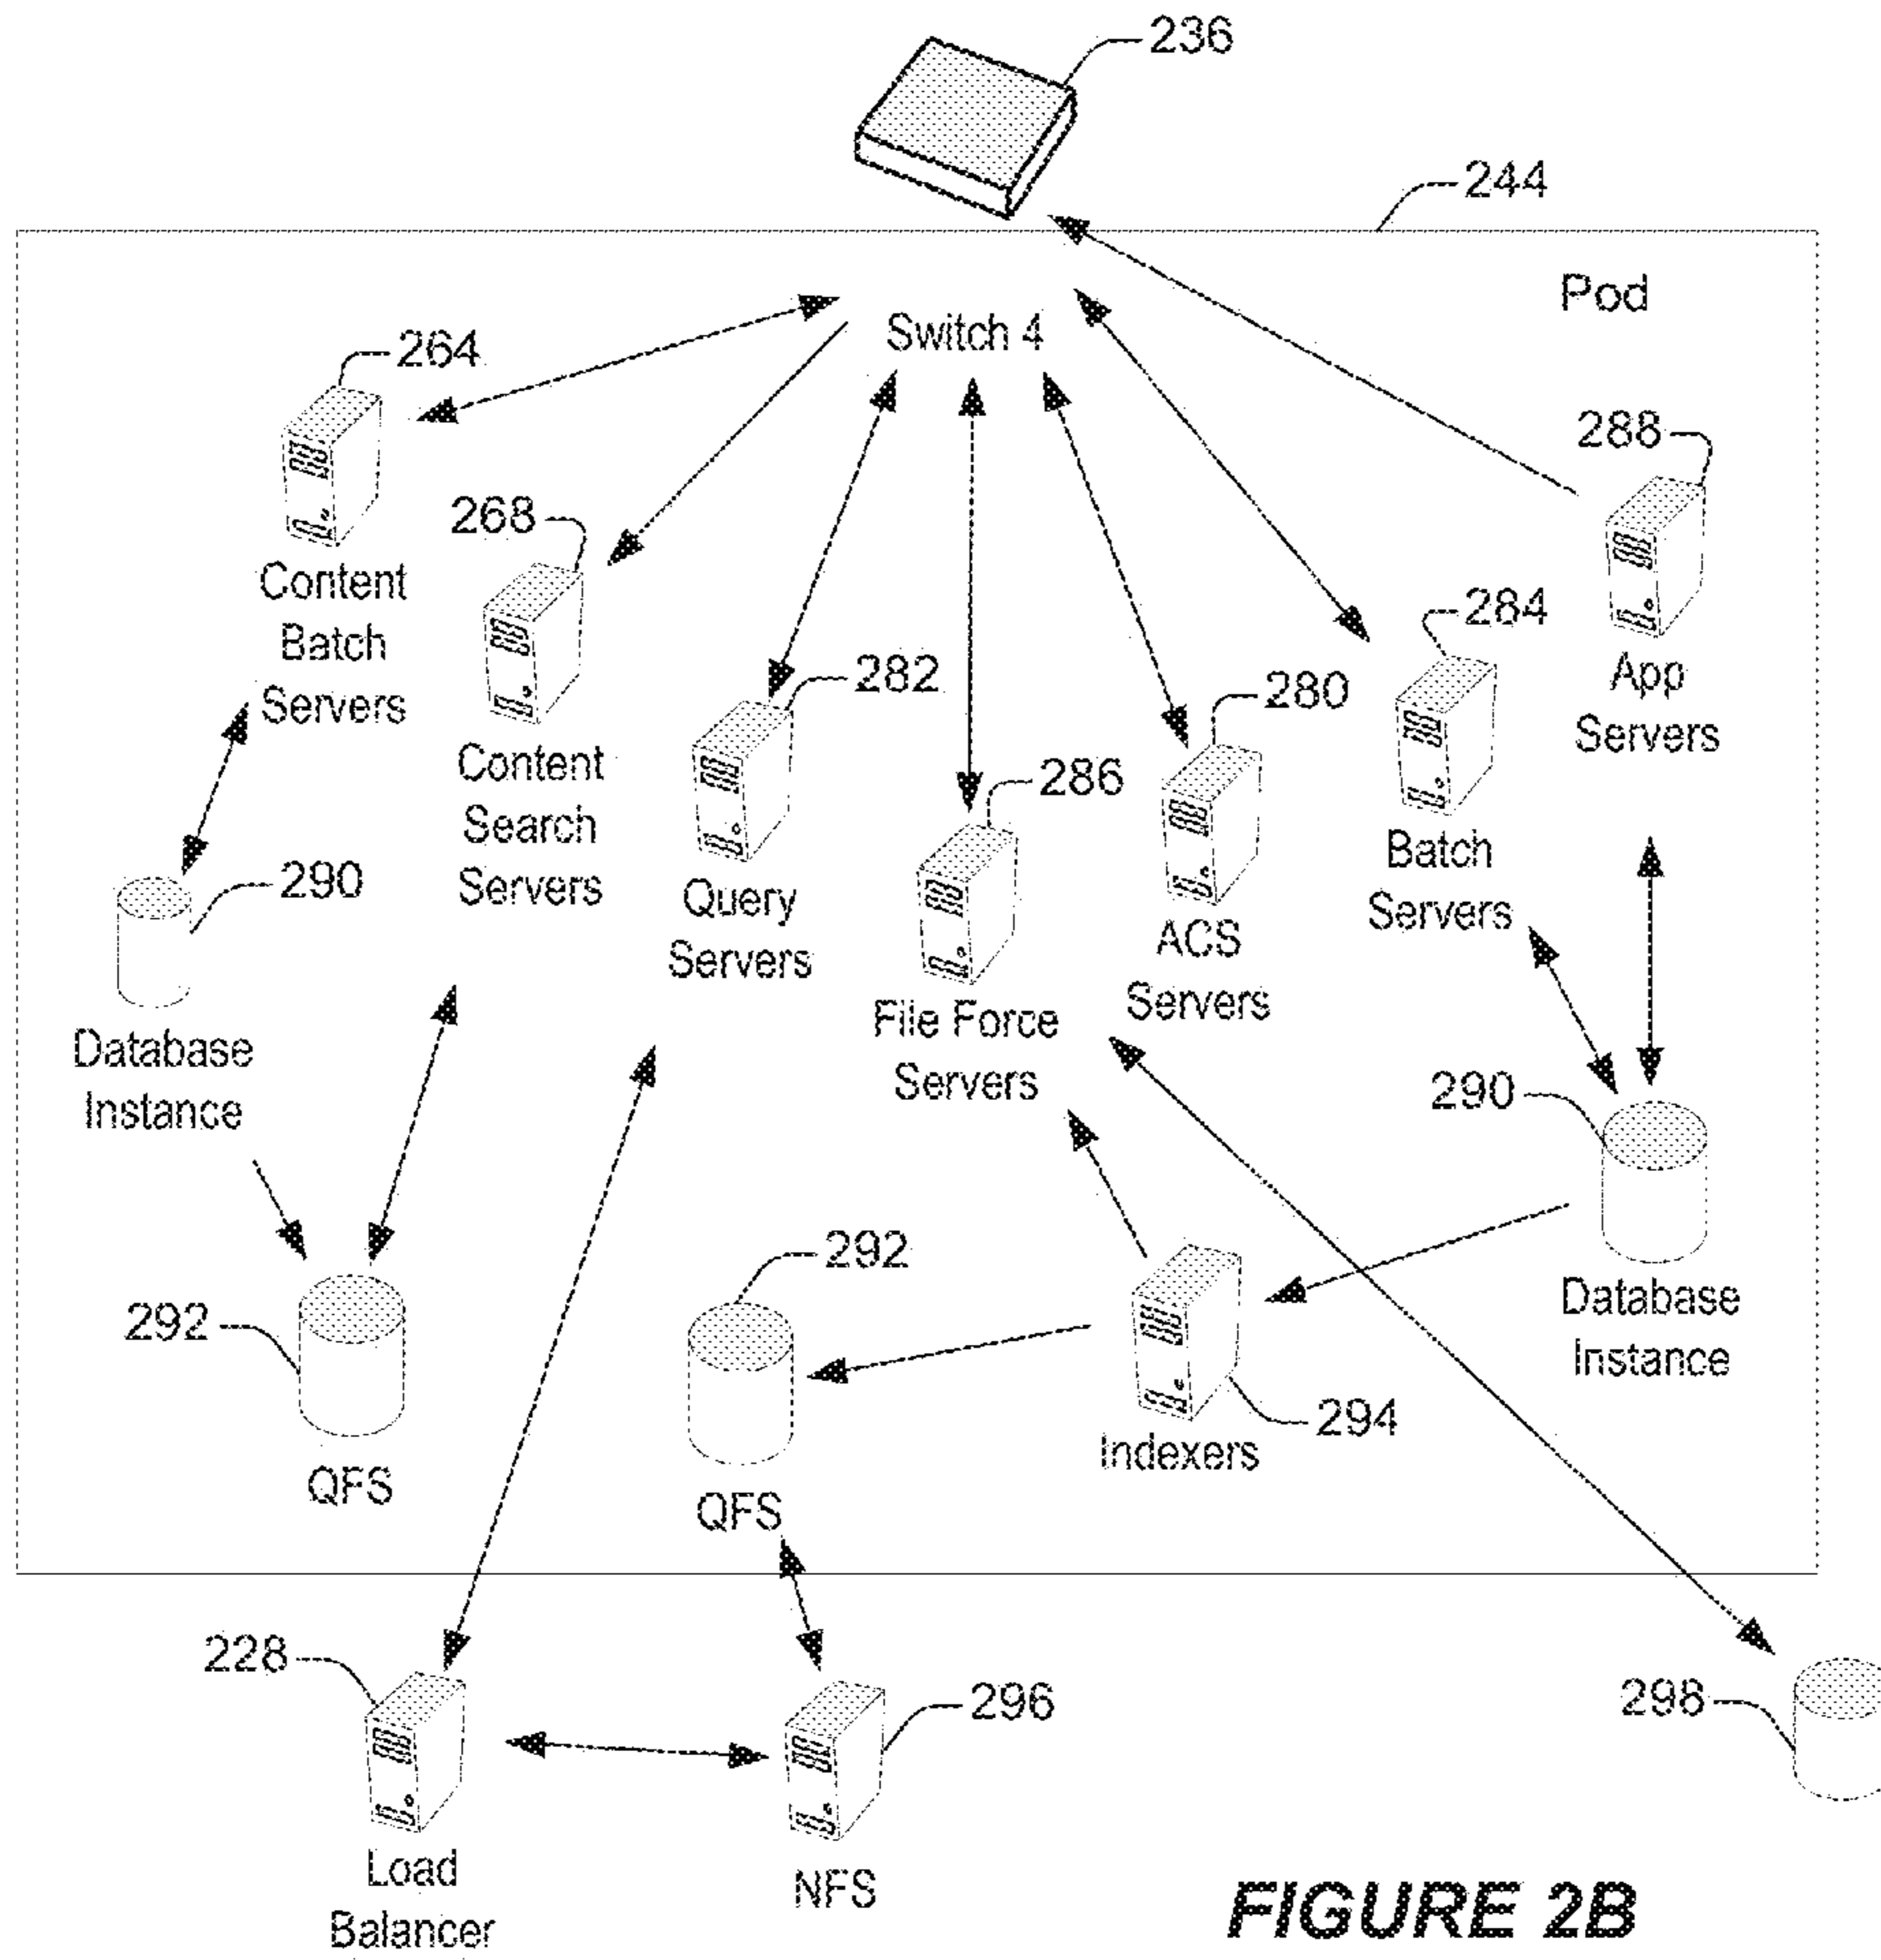 236
244
Pod
Switch 4
264
Content
Batch
Servers
268
Content
Search
Servers
282
Query
Servers
286
File Force
Servers
280
ACS
Servers
284
Batch
Servers
288
App
Servers
290
Database
Instance
290
Database
Instance
292
QFS
292
QFS
294
Indexers
228
Load
Balancer
296
NFS
298
FIGURE 2B